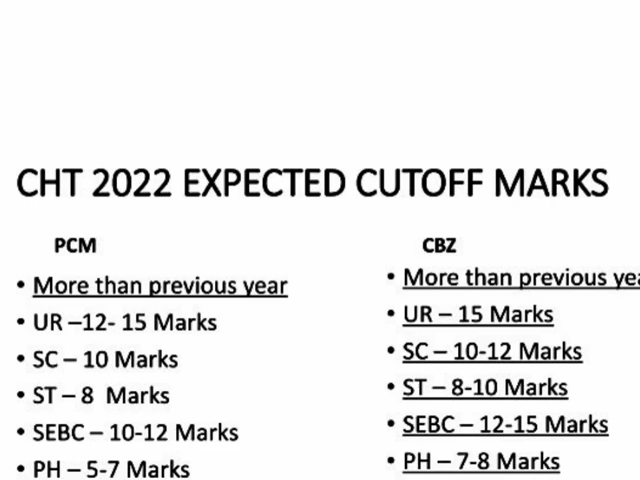 CHT 2022 EXPECTED CUTOFF MARKS
PCM
• More than previous year
• UR –12- 15 Marks
• SC – 10 Marks
• ST – 8 Marks
• SEBC – 10-12 Marks
• PH – 5-7 Marks
CBZ
• More than previous yea
• UR – 15 Marks
• SC – 10-12 Marks
• ST – 8-10 Marks
• SEBC – 12-15 Marks
• PH – 7-8 Marks